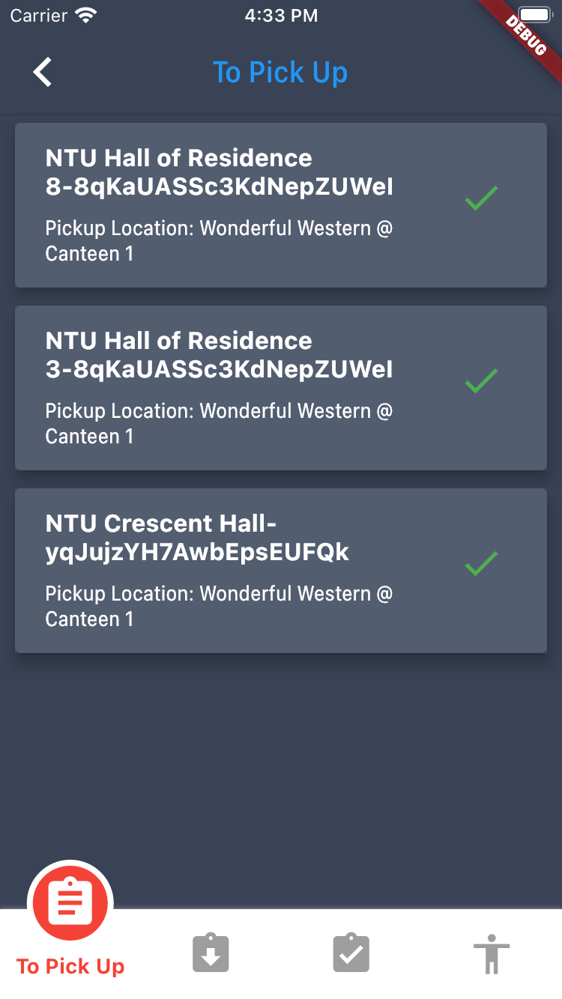 Carrier 4:33 PM
DEBUG
To Pick Up
NTU Hall of Residence
8-8qKaUASSc3KdNepZUWeI
Pickup Location: Wonderful Western @
Canteen 1
NTU Hall of Residence
3-8qKaUASSc3KdNepZUWeI
Pickup Location: Wonderful Western @
Canteen 1
NTU Crescent Hall-
yqJujzYH7AwbEpsEUFQk
Pickup Location: Wonderful Western @
Canteen 1
To Pick Up